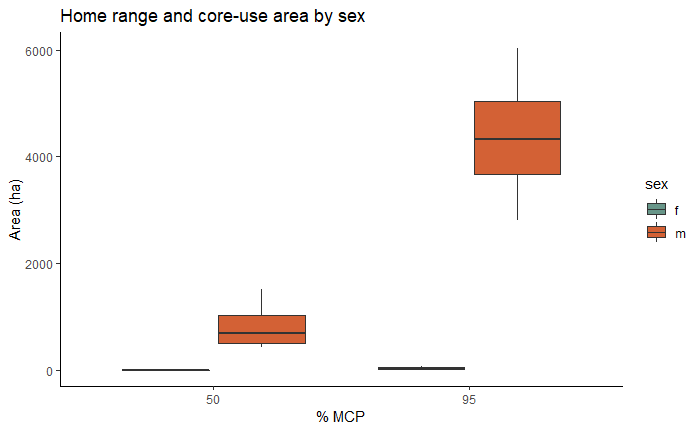 Home range and core-use area by sex
6000
4000
2000
0
Area (ha)
50
95
% MCP
sex
f
m